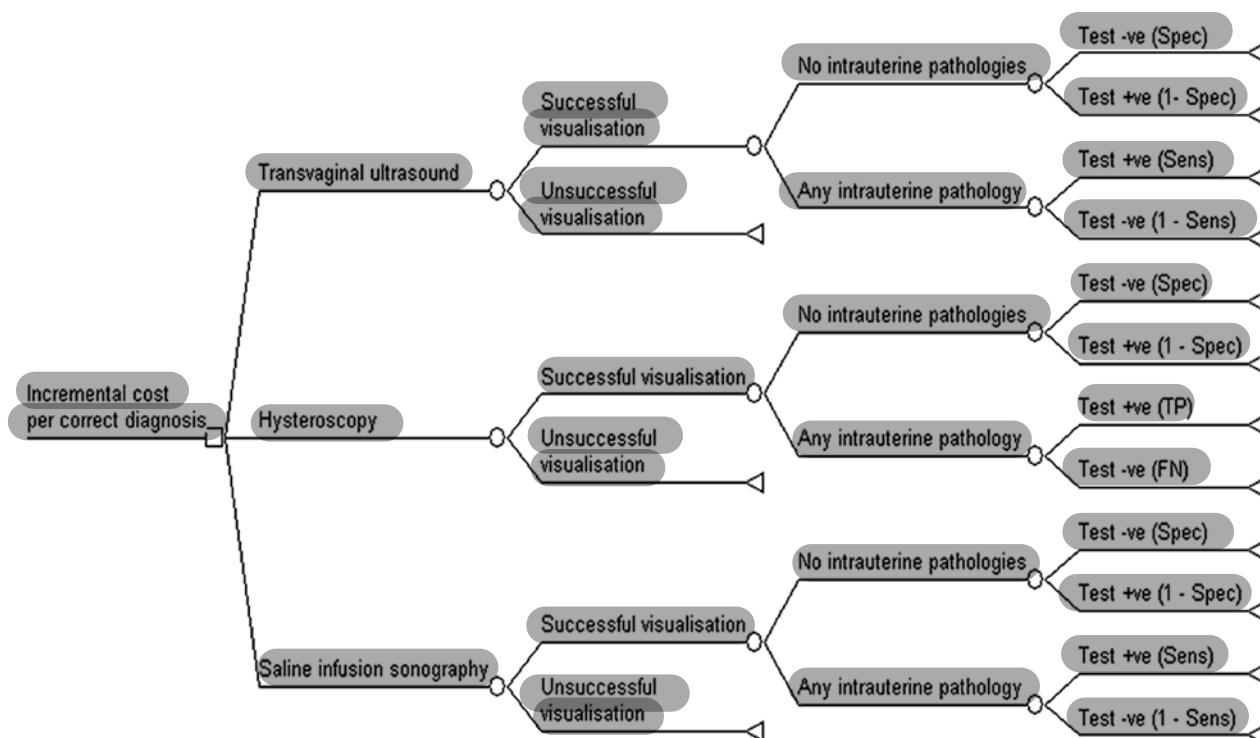 Incremental cost
per correct diagnosis
Transvaginal ultrasound
Successful
visualisation
Unsuccessful
visualisation
No intrauterine pathologies
Any intrauterine pathology
Test -ve (Spec)
Test +ve (1- Spec)
Test +ve (Sens)
Test -ve (1 - Sens)
Hysteroscopy
Successful visualisation
Unsuccessful
visualisation
No intrauterine pathologies
Any intrauterine pathology
Test -ve (Spec)
Test +ve (1 - Spec)
Test +ve (TP)
Test -ve (FN)
Saline infusion sonography
Successful visualisation
Unsuccessful
visualisation
No intrauterine pathologies
Any intrauterine pathology
Test -ve (Spec)
Test +ve (1 - Spec)
Test +ve (Sens)
Test -ve (1 - Sens)